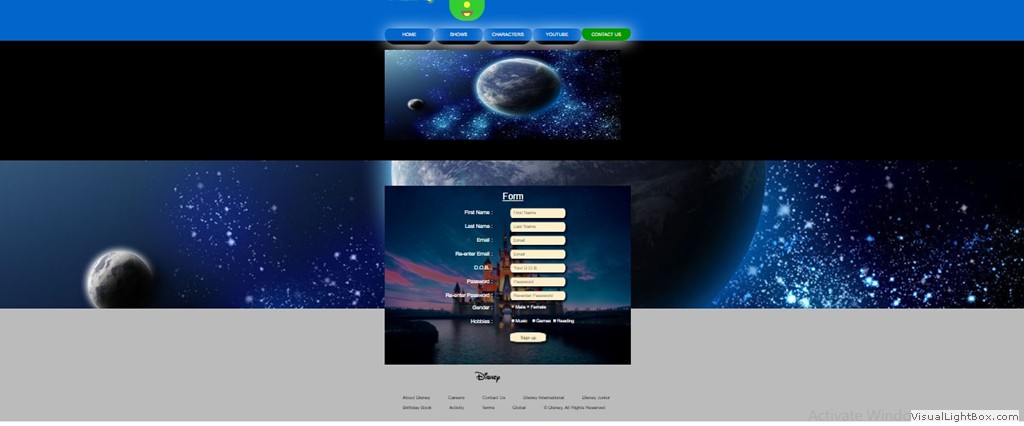 HOME SHOWS CHARACTERS YOUTUBE CONTACT US
Form
First Name : First Name
Last Name : Last Name
Email : Email
Re-enter Email : Email
D.O.B. : Your D.O.B.
Password : Password
Re-enter Password : Re-enter Password
Gender : Male Female
Hobbies : Music Games Reading
Sign up
Disney
About Disney Careers Contact Us Disney International Disney Junior
Birthday Book Activity Terms Global © Disney. All Rights Reserved
Activate Windo
VisualLightBox.com